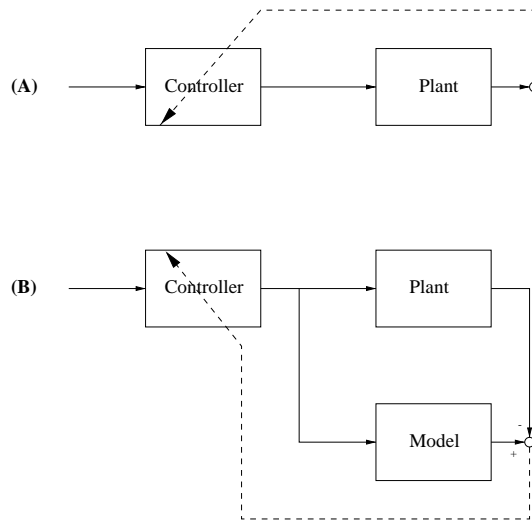 (A) Controller Plant
(B) Controller Plant
-
Model
+